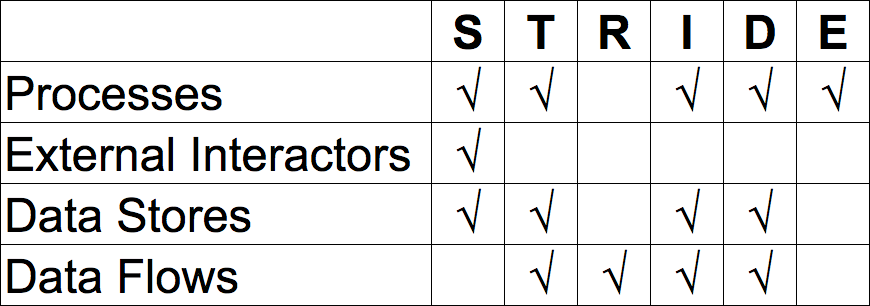 S T R I D E
Processes √ √ √ √ √
External Interactors √
Data Stores √ √ √ √
Data Flows √ √ √ √